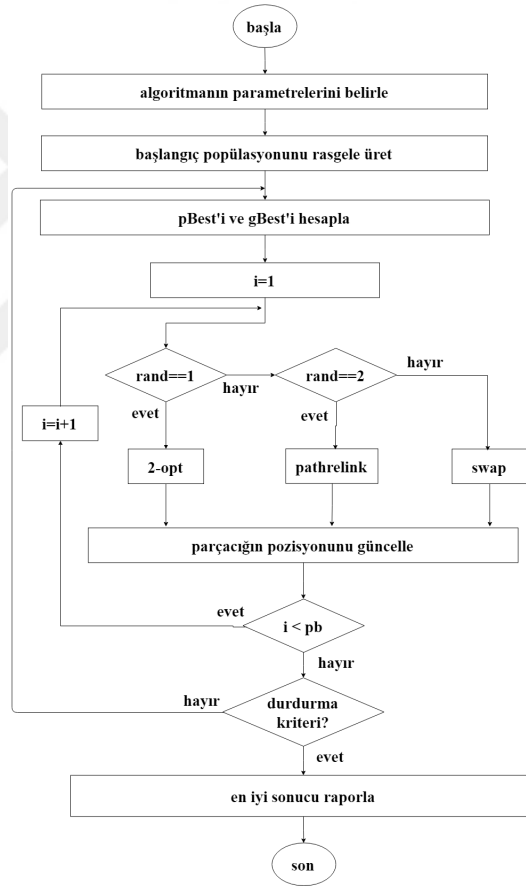 başla
algoritmanın parametrelerini belirle
başlangıç popülasyonunu rasgele üret
pBest'i ve gBest'i hesapla
i=1
rand==1
hayır
rand==2
hayır
evet
evet
i=i+1
2-opt
pathrelink
swap
parçacığın pozisyonunu güncelle
evet
i < pb
hayır
hayır
durdurma
kriteri?
evet
en iyi sonucu raporla
son